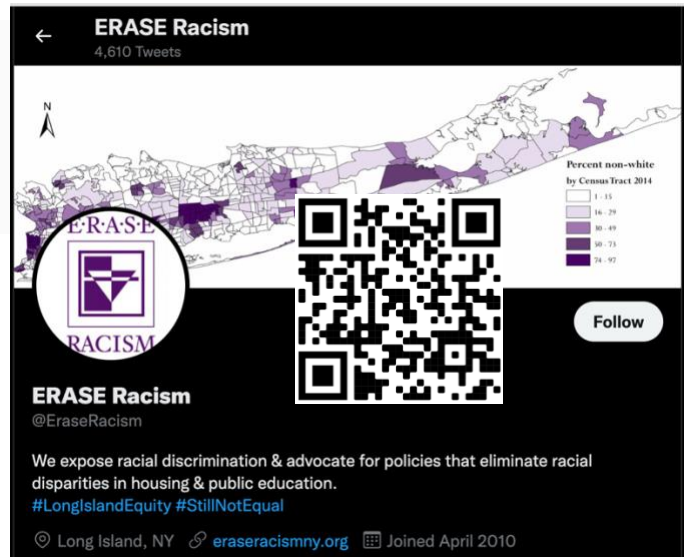 ERASE Racism
4,610 Tweets
N
Percent non-white
by Census Tract 2014
1 - 15
16 - 29
30 - 49
50 - 73
74 - 97
E·R·A·S·E
RACISM
Follow
ERASE Racism
@EraseRacism
We expose racial discrimination & advocate for policies that eliminate racial
disparities in housing & public education.
#LongIslandEquity #StillNotEqual
Long Island, NY eraseracismny.org Joined April 2010